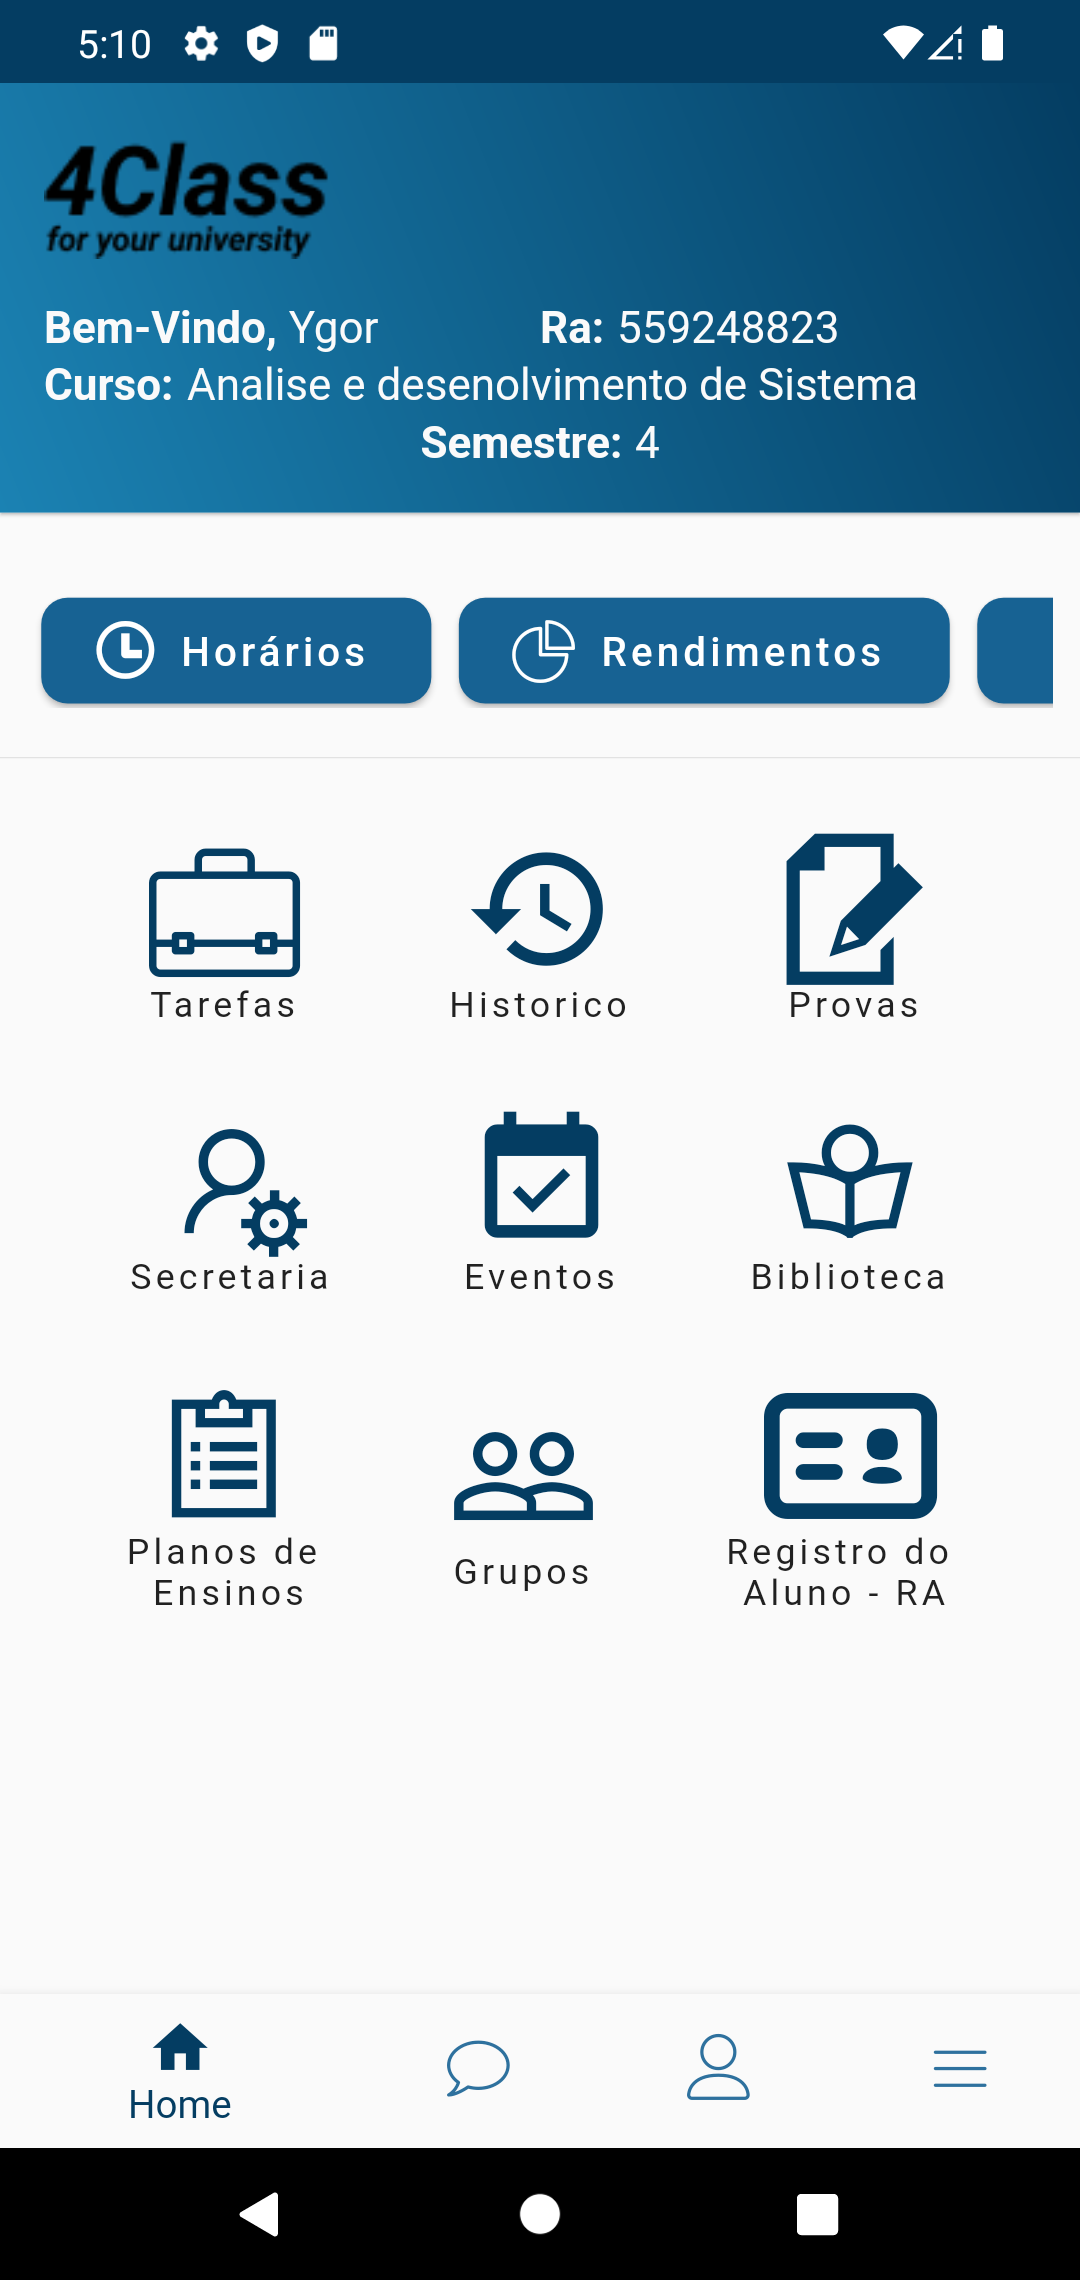 5:10
4Class
for your university
Bem-Vindo, Ygor Ra: 559248823
Curso: Analise e desenolvimento de Sistema
Semestre: 4
Horários Rendimentos
Tarefas Historico Provas
Secretaria Eventos Biblioteca
Planos de
Ensinos
Grupos
Registro do
Aluno - RA
Home